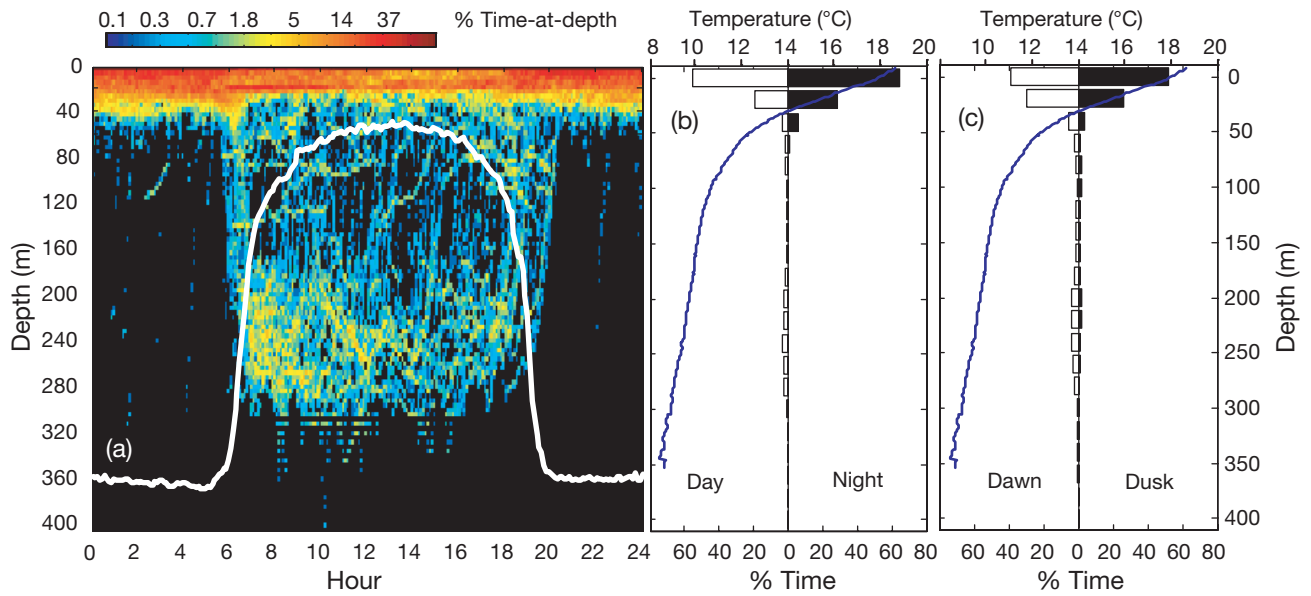 0.1 0.3 0.7 1.8 5 14 37 % Time-at-depth
Temperature (°C)
Temperature (°C)
8 10 12 14 16 18 20
10 12 14 16 18 20
0
40
80
120
160
200
240
280
320
360
400
Depth (m)
(a)
0 2 4 6 8 10 12 14 16 18 20 22 24
Hour
(b)
Day
Night
60 40 20 0 20 40 60 80
% Time
(c)
Dawn
Dusk
60 40 20 0 20 40 60 80
% Time
0
50
100
150
200
250
300
350
400
Depth (m)